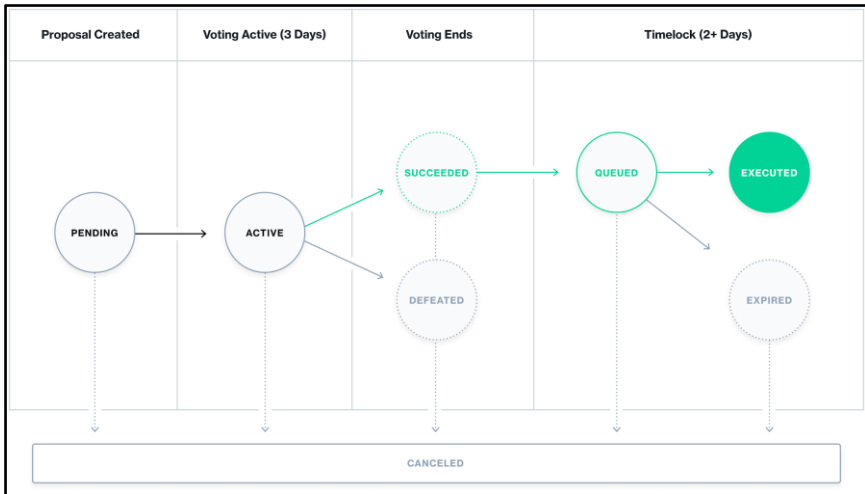 Proposal Created
Voting Active (3 Days)
Voting Ends
Timelock (2+ Days)
PENDING
ACTIVE
SUCCEEDED
DEFEATED
QUEUED
EXECUTED
EXPIRED
CANCELED